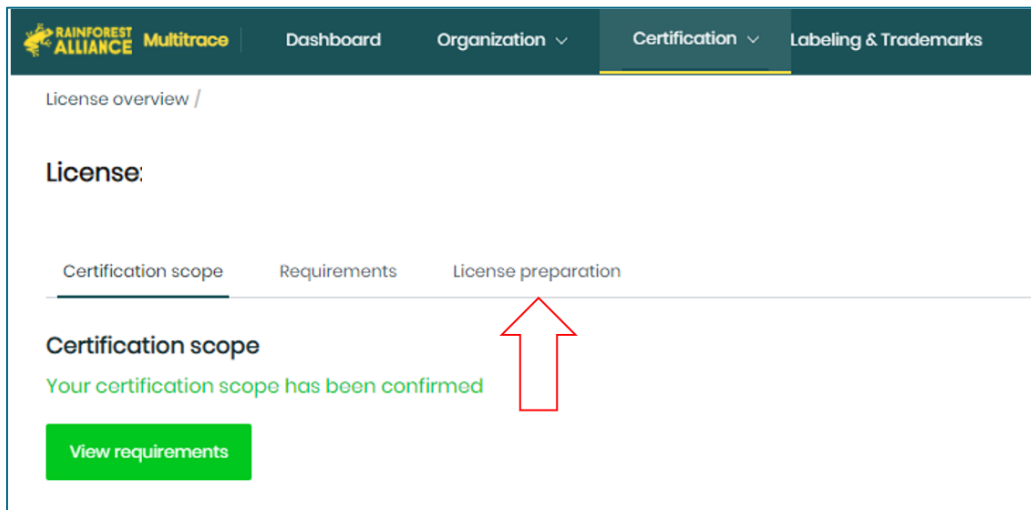 RAINFOREST
ALLIANCE Multitrace Dashboard Organization Certification Labeling & Trademarks
License overview /
License:
Certification scope Requirements License preparation
Certification scope
Your certification scope has been confirmed
View requirements